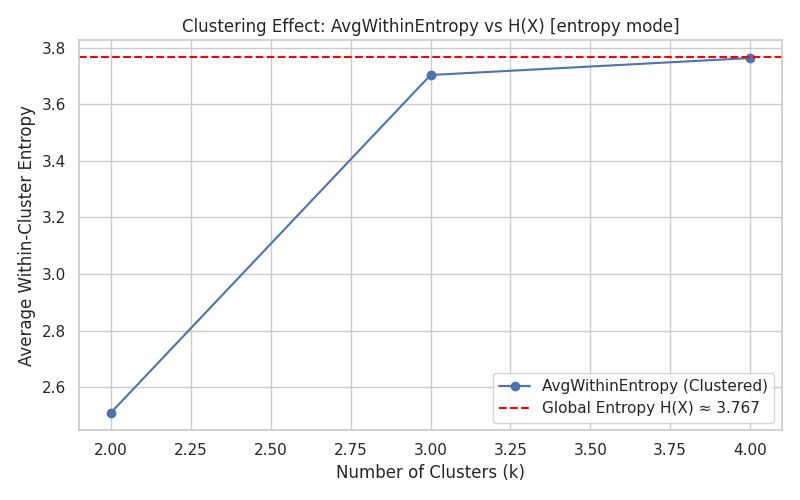 Clustering Effect: AvgWithinEntropy vs H(X) [entropy mode]
Average Within-Cluster Entropy
3.8
3.6
3.4
3.2
3.0
2.8
2.6
AvgWithinEntropy (Clustered)
Global Entropy H(X) ≈ 3.767
2.00 2.25 2.50 2.75 3.00 3.25 3.50 3.75 4.00
Number of Clusters (k)